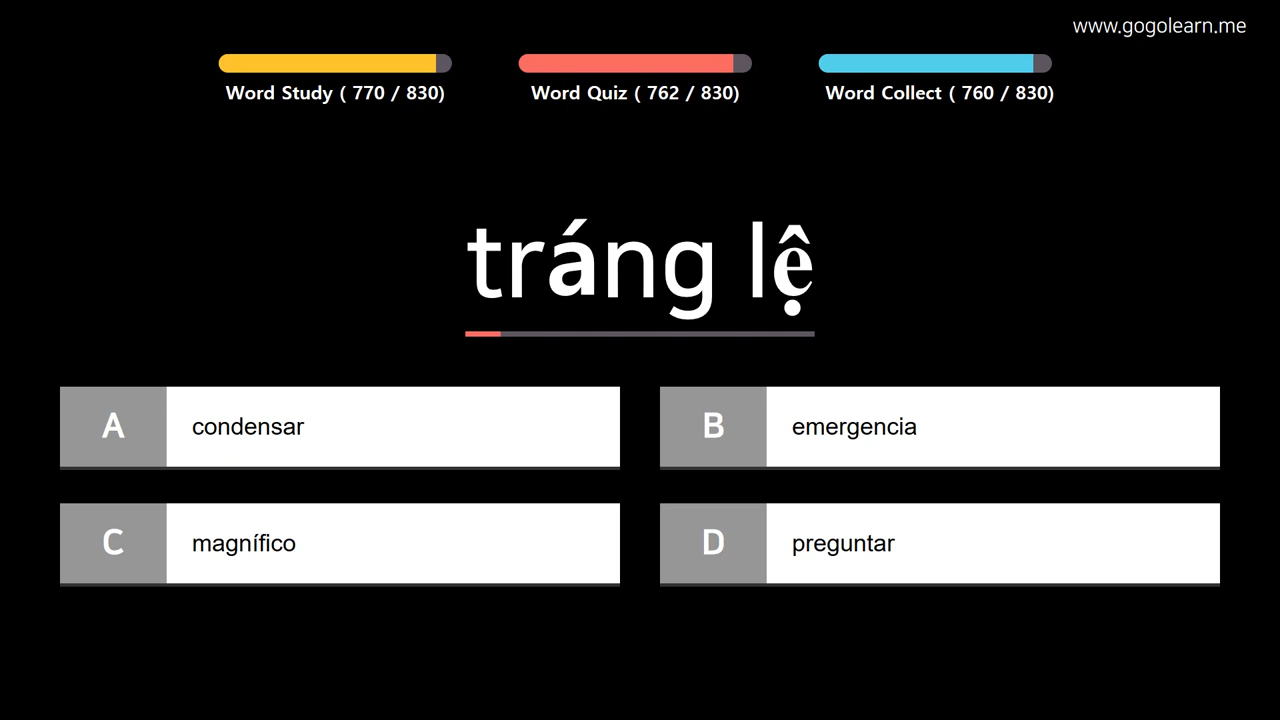 www.gogolearn.me
Word Study ( 770 / 830)
Word Quiz ( 762 / 830)
Word Collect ( 760 / 830)
tráng lệ
A condensar
B emergencia
C magnífico
D preguntar